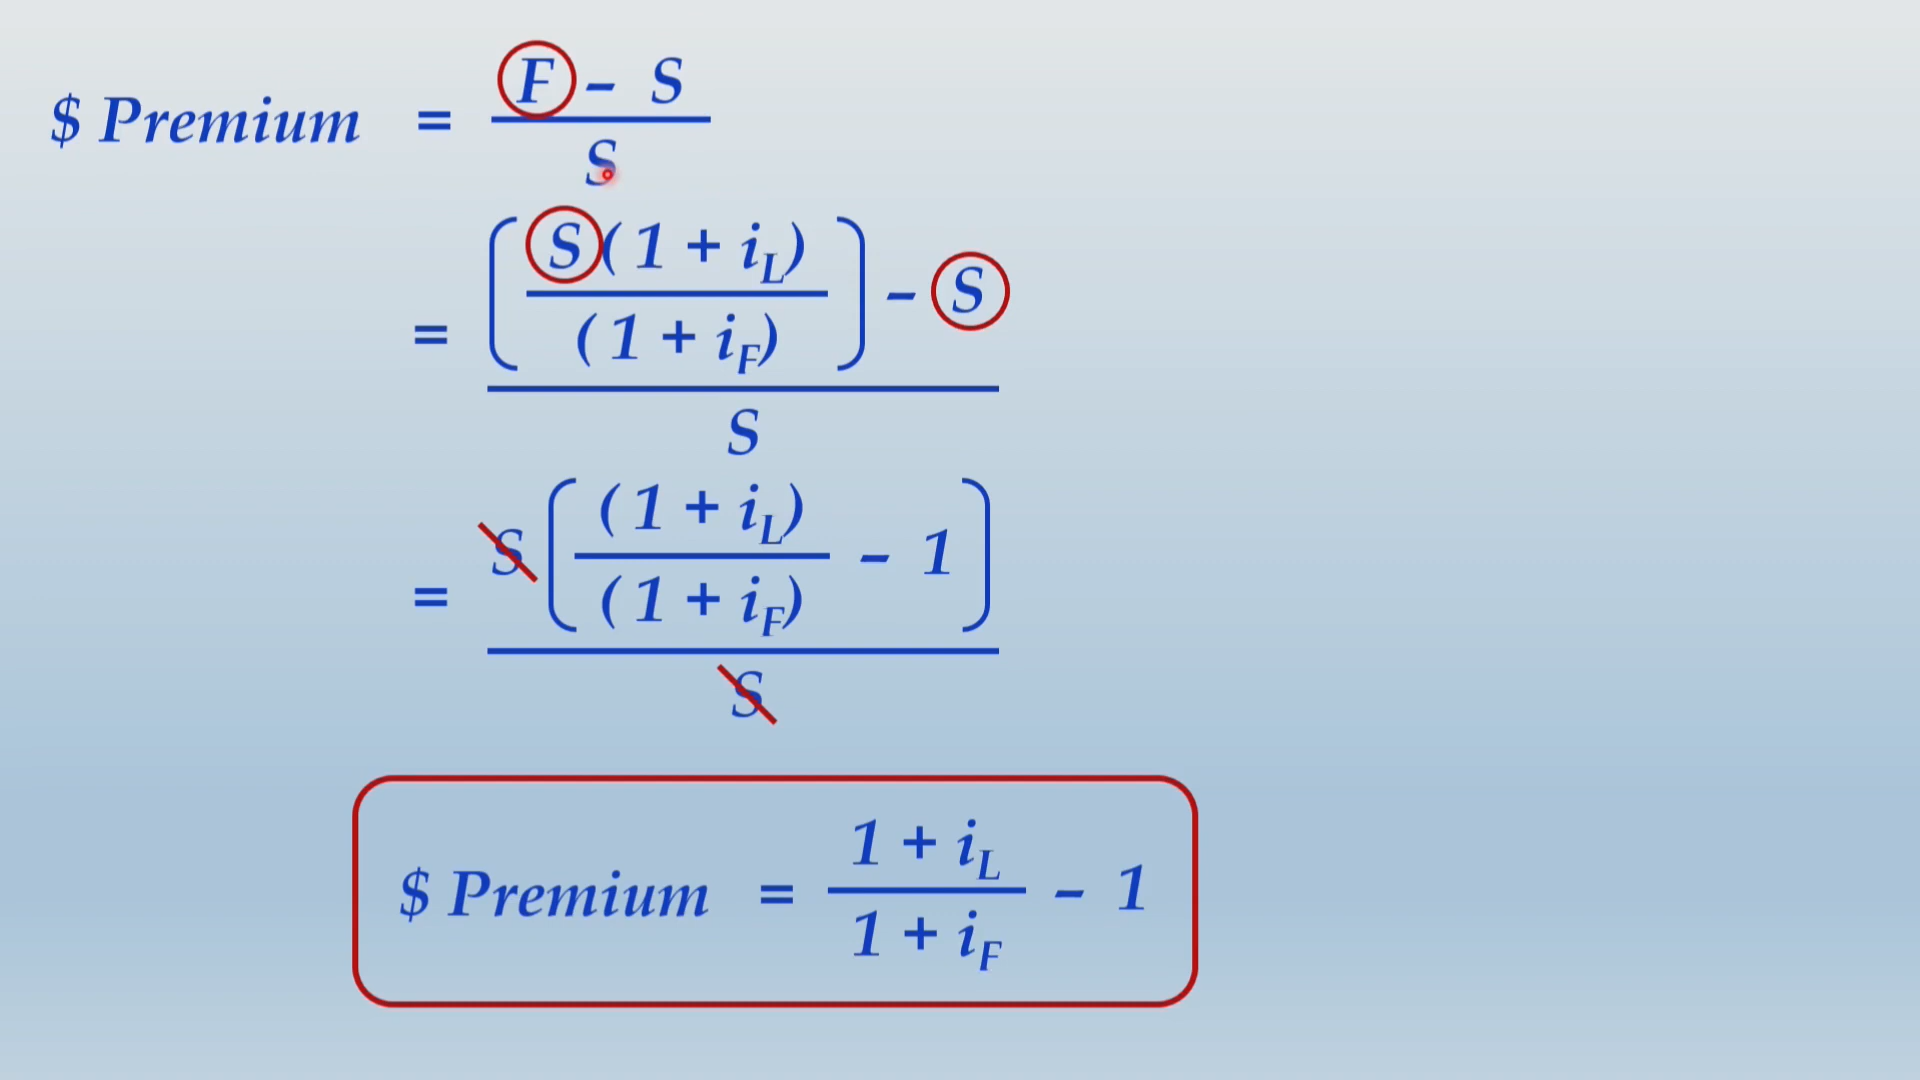 $ Premium = F – S
S
= ( S ( 1 + iL) ) – S
( 1 + iF)
S
= S ( ( 1 + iL) – 1 )
( 1 + iF)
S
$ Premium = 1 + iL – 1
1 + iF